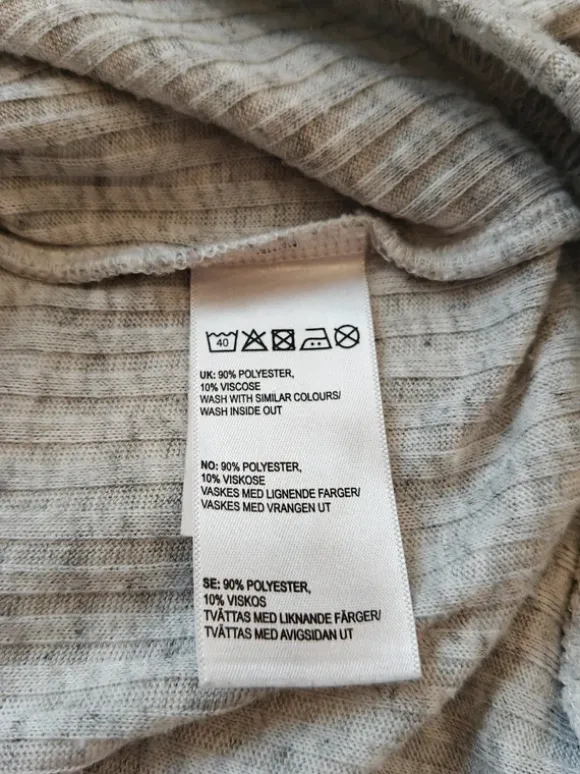 40
UK: 90% POLYESTER,
10% VISCOSE
WASH WITH SIMILAR COLOURS/
WASH INSIDE OUT
NO: 90% POLYESTER,
10% VISKOSE
VASKES MED LIGNENDE FARGER/
VASKES MED VRANGEN UT
SE: 90% POLYESTER,
10% VISKOS
TVÄTTAS MED LIKNANDE FÄRGER/
TVÄTTAS MED AVIGSIDAN UT